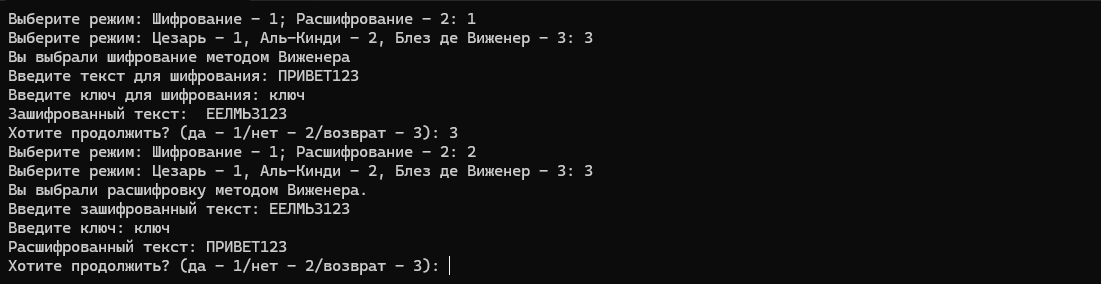 Выберите режим: Шифрование – 1; Расшифрование – 2: 1
Выберите режим: Цезарь – 1, Аль-Кинди – 2, Блез де Виженер – 3: 3
Вы выбрали шифрование методом Виженера
Введите текст для шифрования: ПРИВЕТ123
Введите ключ для шифрования: ключ
Зашифрованный текст:  ЕЕЛМЬЗ123
Хотите продолжить? (да – 1/нет – 2/возврат – 3): 3
Выберите режим: Шифрование – 1; Расшифрование – 2: 2
Выберите режим: Цезарь – 1, Аль-Кинди – 2, Блез де Виженер – 3: 3
Вы выбрали расшифровку методом Виженера.
Введите зашифрованный текст: ЕЕЛМЬЗ123
Введите ключ: ключ
Расшифрованный текст: ПРИВЕТ123
Хотите продолжить? (да – 1/нет – 2/возврат – 3):